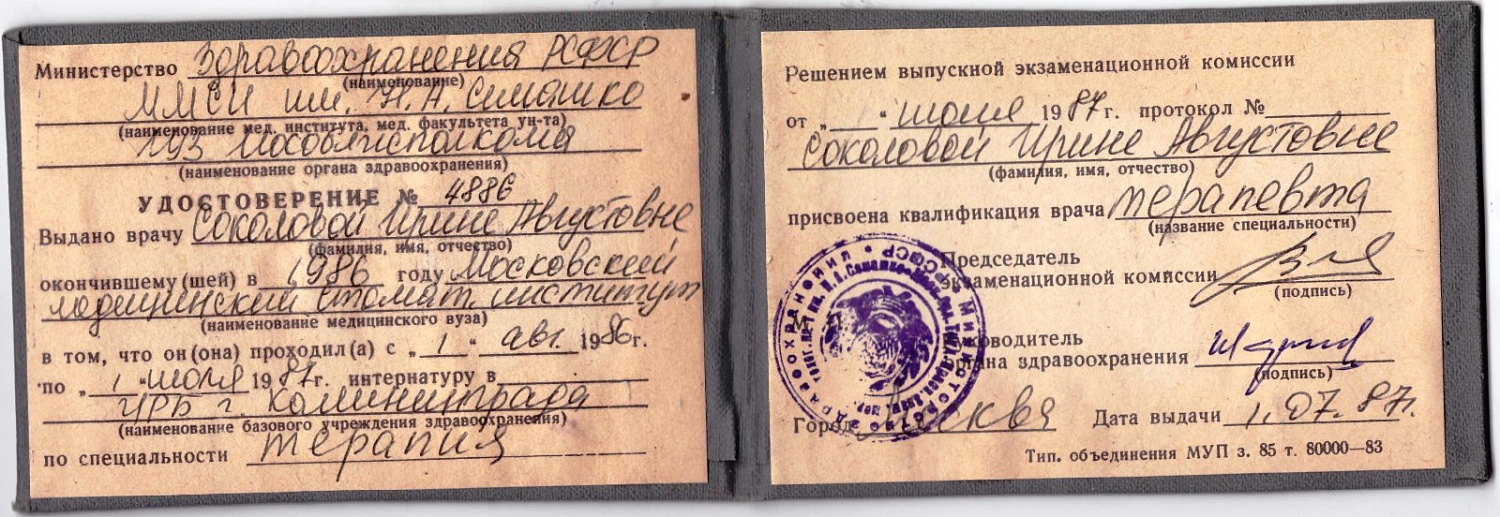 Министерство Здравоохранения РСФСР
(наименование)
ММСИ им. Н.А. Семашко
(наименование мед. института, мед. факультета ун-та)
ГУЗ Мособлисполкома
(наименование органа здравоохранения)
УДОСТОВЕРЕНИЕ № 4886
Выдано врачу Соколовой Ирине Августовне
(фамилия, имя, отчество)
окончившему(шей) в 1986 году Московский
медицинский стомат. институт
(наименование медицинского вуза)
в том, что он(она) проходил(а) с „ 1 “ авг. 1986г.
по „ 1 “ июля 1987г. интернатуру в
ЦРБ г. Калининграда
(наименование базового учреждения здравоохранения)
по специальности терапия
Решением выпускной экзаменационной комиссии
от „ 1 “ июля 1987г. протокол №
Соколовой Ирине Августовне
(фамилия, имя, отчество)
присвоена квалификация врача терапевта
(название специальности)
Председатель
экзаменационной комиссии
(подпись)
Руководитель
органа здравоохранения
(подпись)
Город Москва Дата выдачи 1.07.87г.
Тип. объединения МУП з. 85 т. 80000—83